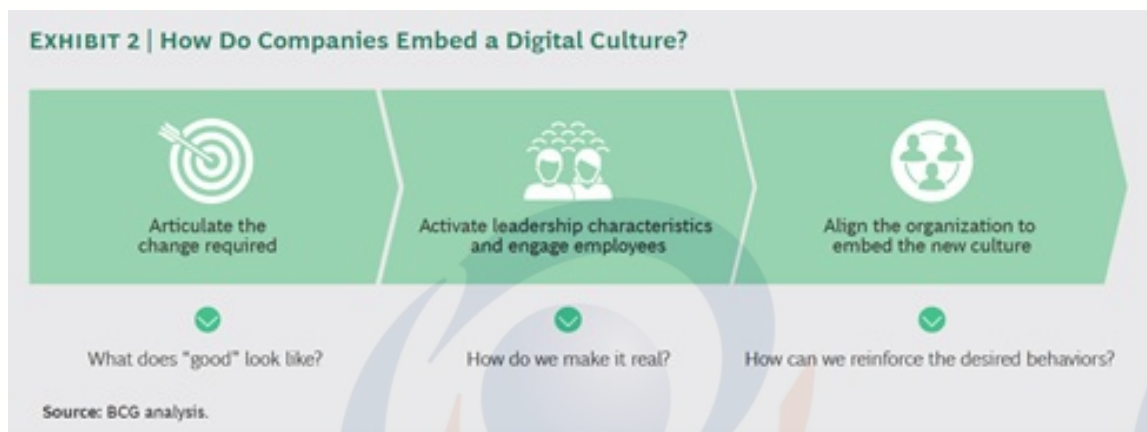 EXHIBIT 2 | How Do Companies Embed a Digital Culture?
Articulate the
change required
Activate leadership characteristics
and engage employees
Align the organization to
embed the new culture
What does “good” look like?
How do we make it real?
How can we reinforce the desired behaviors?
Source: BCG analysis.